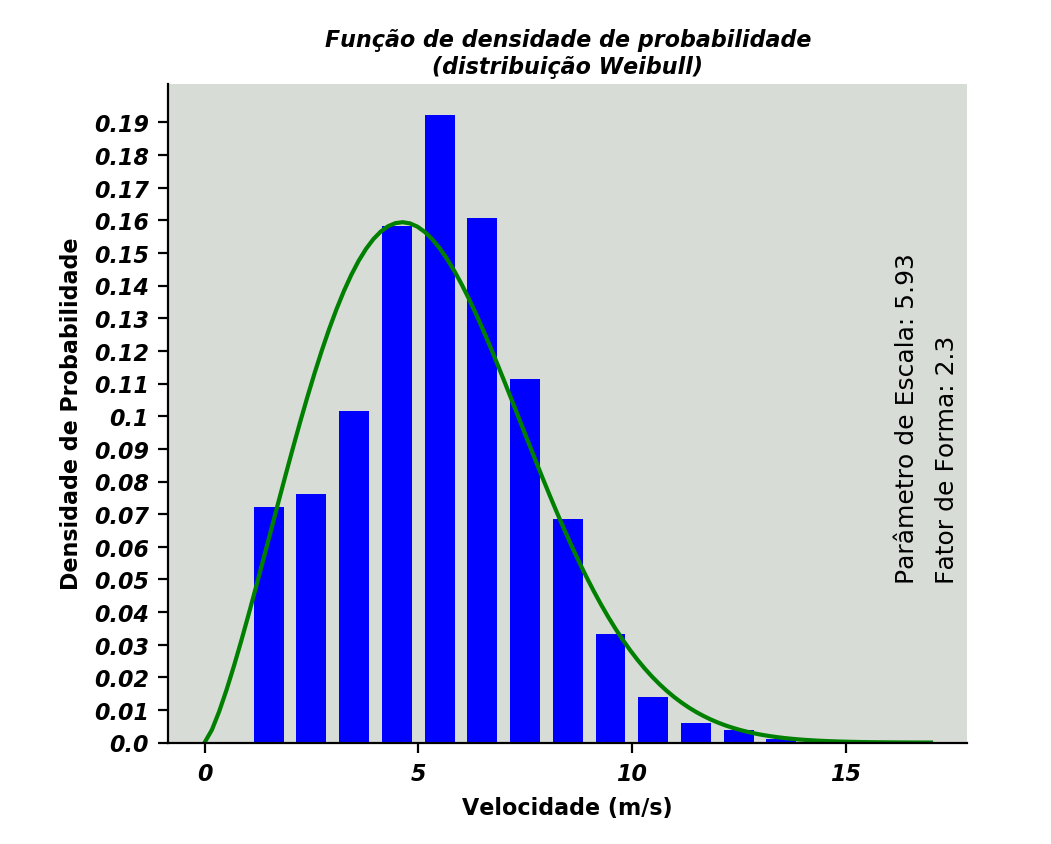 Função de densidade de probabilidade
(distribuição Weibull)
Densidade de Probabilidade
0.19
0.18
0.17
0.16
0.15
0.14
0.13
0.12
0.11
0.1
0.09
0.08
0.07
0.06
0.05
0.04
0.03
0.02
0.01
0.0
Parâmetro de Escala: 5.93
Fator de Forma: 2.3
0 5 10 15
Velocidade (m/s)